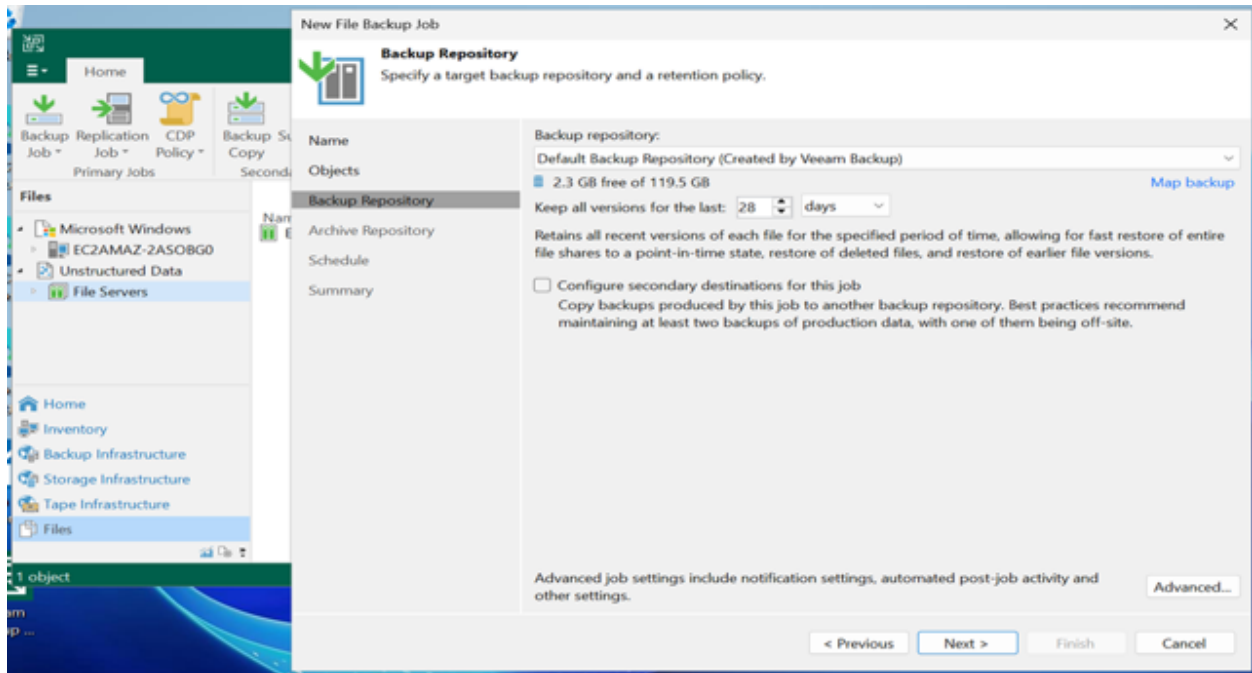 New File Backup Job
Backup Repository
Specify a target backup repository and a retention policy.
Home
Backup Job
Replication Job
CDP Policy
Backup Copy
Primary Jobs
Files
Microsoft Windows
EC2AMAZ-2ASOBG0
Unstructured Data
File Servers
Home
Inventory
Backup Infrastructure
Storage Infrastructure
Tape Infrastructure
Files
1 object
Name
Objects
Backup Repository
Archive Repository
Schedule
Summary
Backup repository:
Default Backup Repository (Created by Veeam Backup)
2.3 GB free of 119.5 GB
Map backup
Keep all versions for the last: 28 days
Retains all recent versions of each file for the specified period of time, allowing for fast restore of entire
file shares to a point-in-time state, restore of deleted files, and restore of earlier file versions.
Configure secondary destinations for this job
Copy backups produced by this job to another backup repository. Best practices recommend
maintaining at least two backups of production data, with one of them being off-site.
Advanced job settings include notification settings, automated post-job activity and
other settings.
Advanced...
< Previous
Next >
Finish
Cancel